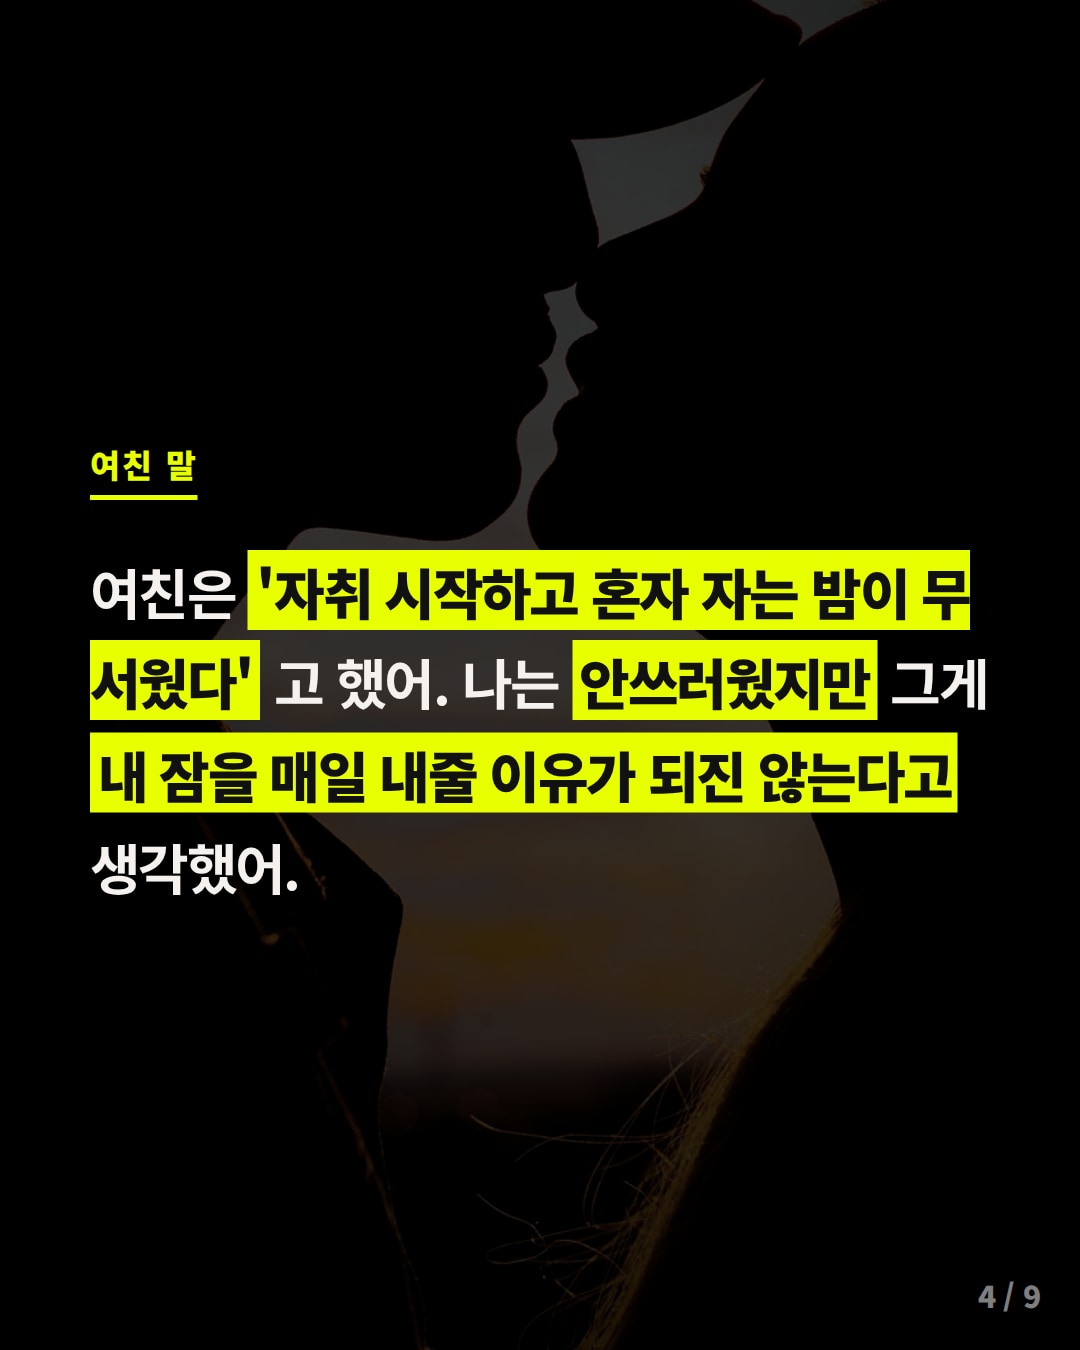 여친 말
여친은 '자취 시작하고 혼자 자는 밤이 무
서웠다' 고 했어. 나는 안쓰러웠지만 그게
내 잠을 매일 내줄 이유가 되진 않는다고
생각했어.
4 / 9